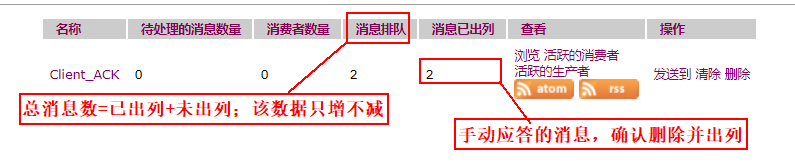 名称 待处理的消息数量 消费者数量 消息排队 消息已出列 查看 操作
浏览 活跃的消费者
Client_ACK 0 0 2 2 活跃的生产者 发送到 清除 删除
atom rss
总消息数=已出列+未出列；该数据只增不减
手动应答的消息，确认删除并出列